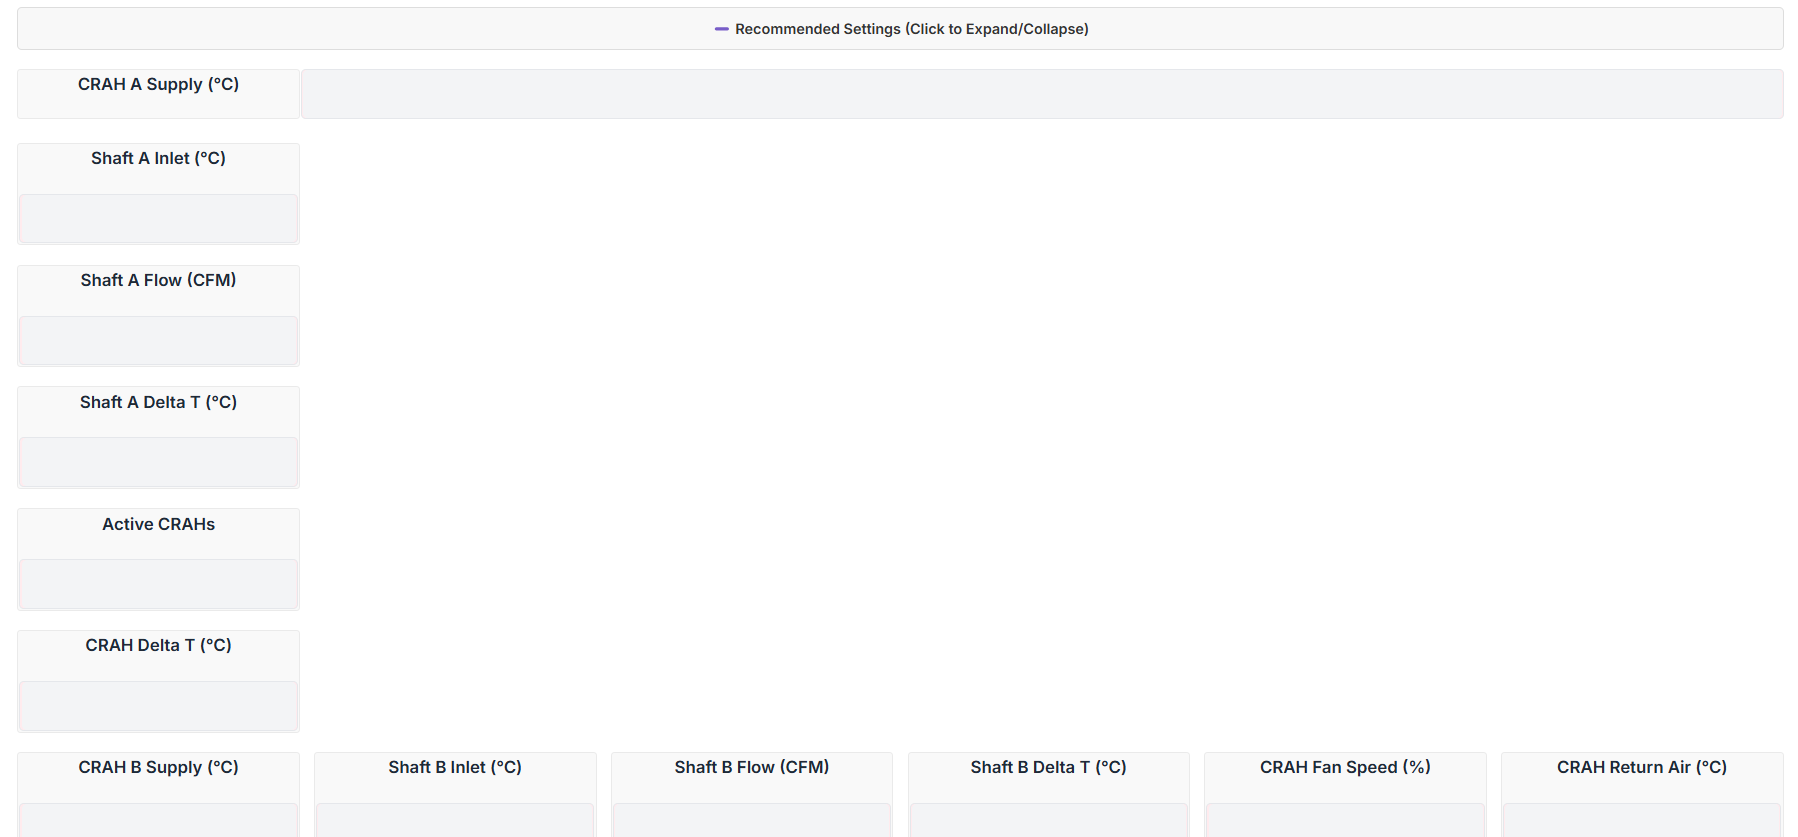 Recommended Settings (Click to Expand/Collapse)
CRAH A Supply (°C)
Shaft A Inlet (°C)
Shaft A Flow (CFM)
Shaft A Delta T (°C)
Active CRAHs
CRAH Delta T (°C)
CRAH B Supply (°C)
Shaft B Inlet (°C)
Shaft B Flow (CFM)
Shaft B Delta T (°C)
CRAH Fan Speed (%)
CRAH Return Air (°C)